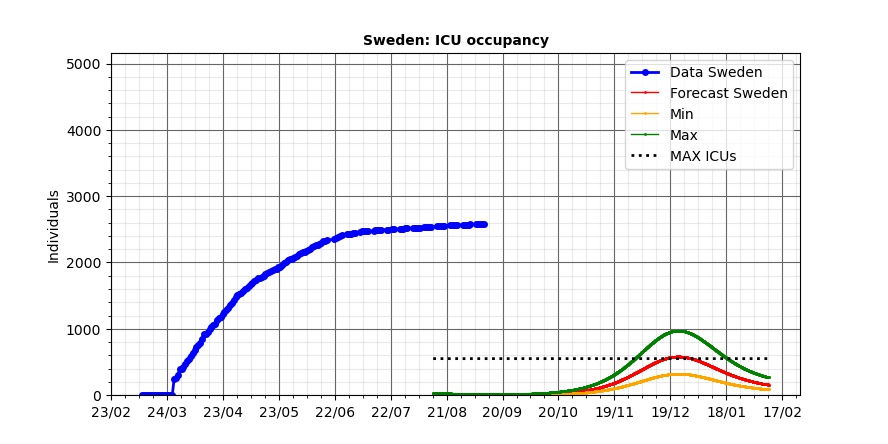 Sweden: ICU occupancy
Individuals
5000
4000
3000
2000
1000
0
Data Sweden
Forecast Sweden
Min
Max
MAX ICUs
23/02 24/03 23/04 23/05 22/06 22/07 21/08 20/09 20/10 19/11 19/12 18/01 17/02